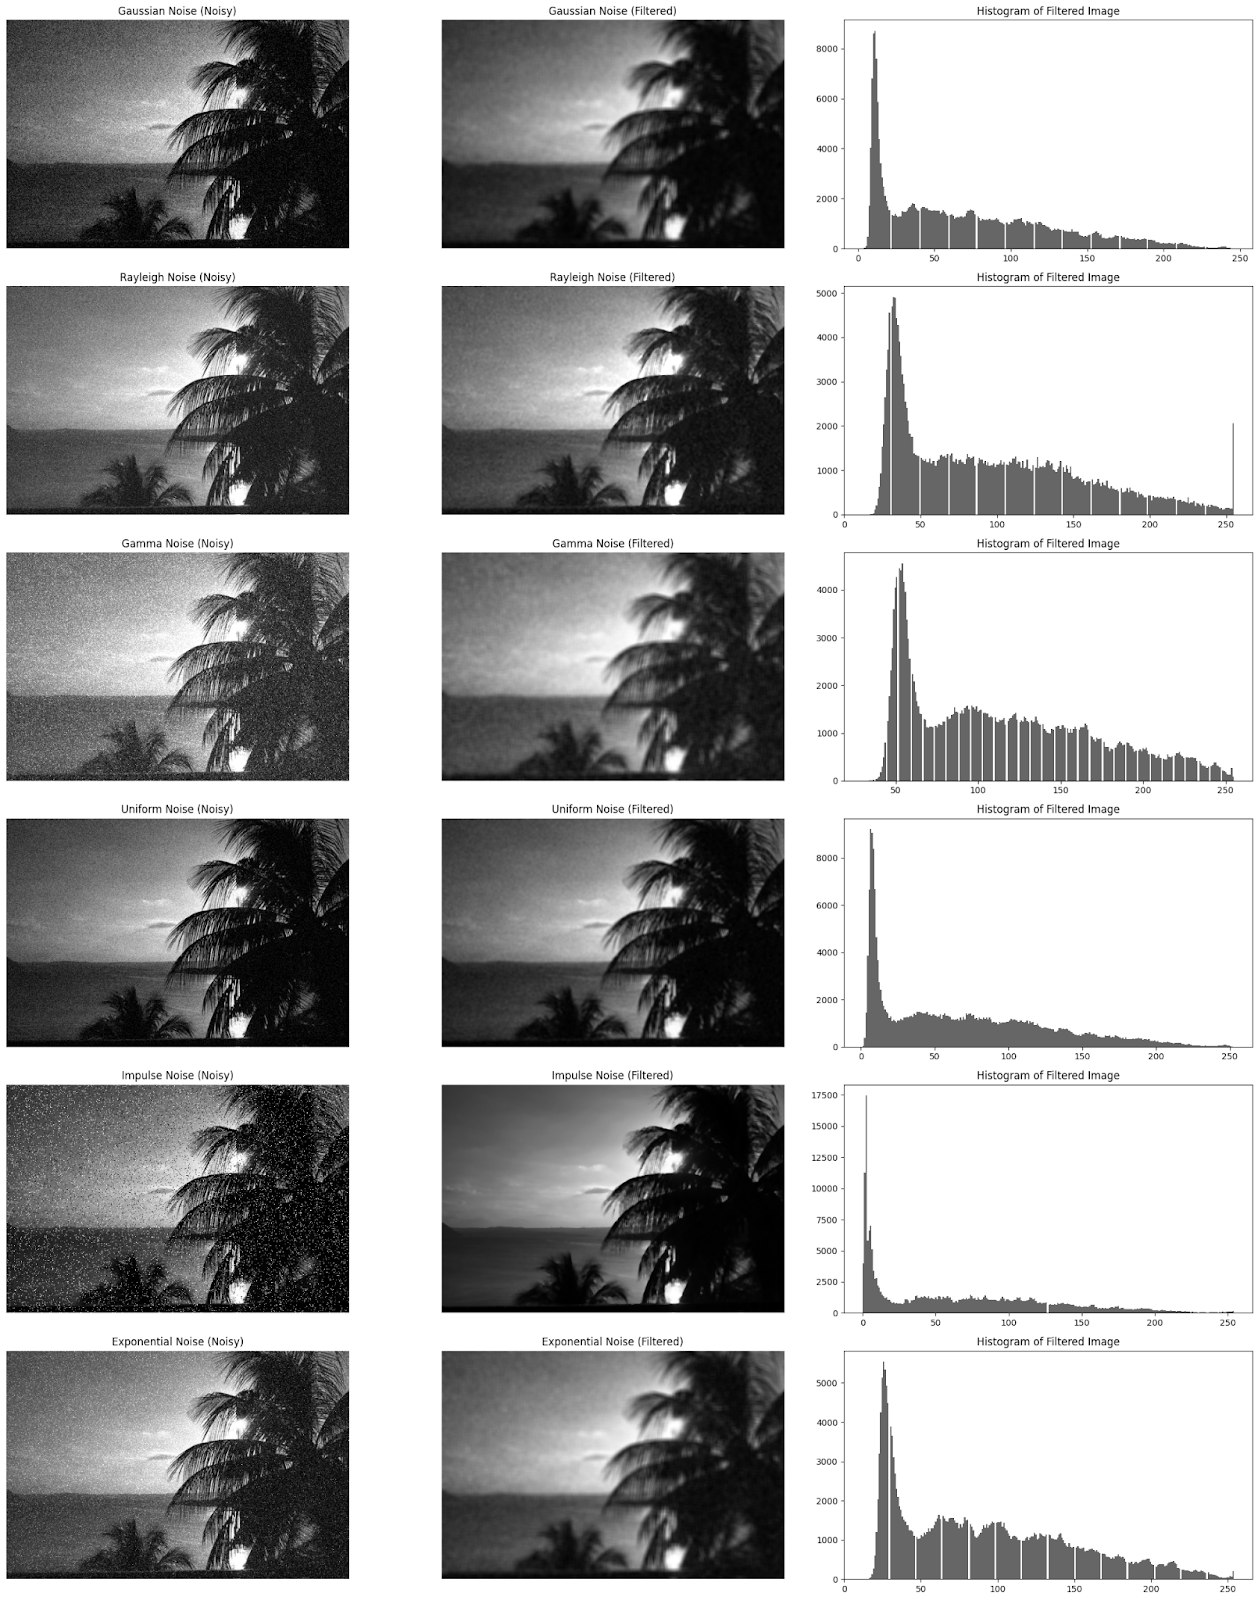 Gaussian Noise (Noisy)
Gaussian Noise (Filtered)
Histogram of Filtered Image
8000
6000
4000
2000
0
0 50 100 150 200 250
Rayleigh Noise (Noisy)
Rayleigh Noise (Filtered)
Histogram of Filtered Image
5000
4000
3000
2000
1000
0
0 50 100 150 200 250
Gamma Noise (Noisy)
Gamma Noise (Filtered)
Histogram of Filtered Image
4000
3000
2000
1000
0
50 100 150 200 250
Uniform Noise (Noisy)
Uniform Noise (Filtered)
Histogram of Filtered Image
8000
6000
4000
2000
0
0 50 100 150 200 250
Impulse Noise (Noisy)
Impulse Noise (Filtered)
Histogram of Filtered Image
17500
15000
12500
10000
7500
5000
2500
0
0 50 100 150 200 250
Exponential Noise (Noisy)
Exponential Noise (Filtered)
Histogram of Filtered Image
5000
4000
3000
2000
1000
0
0 50 100 150 200 250